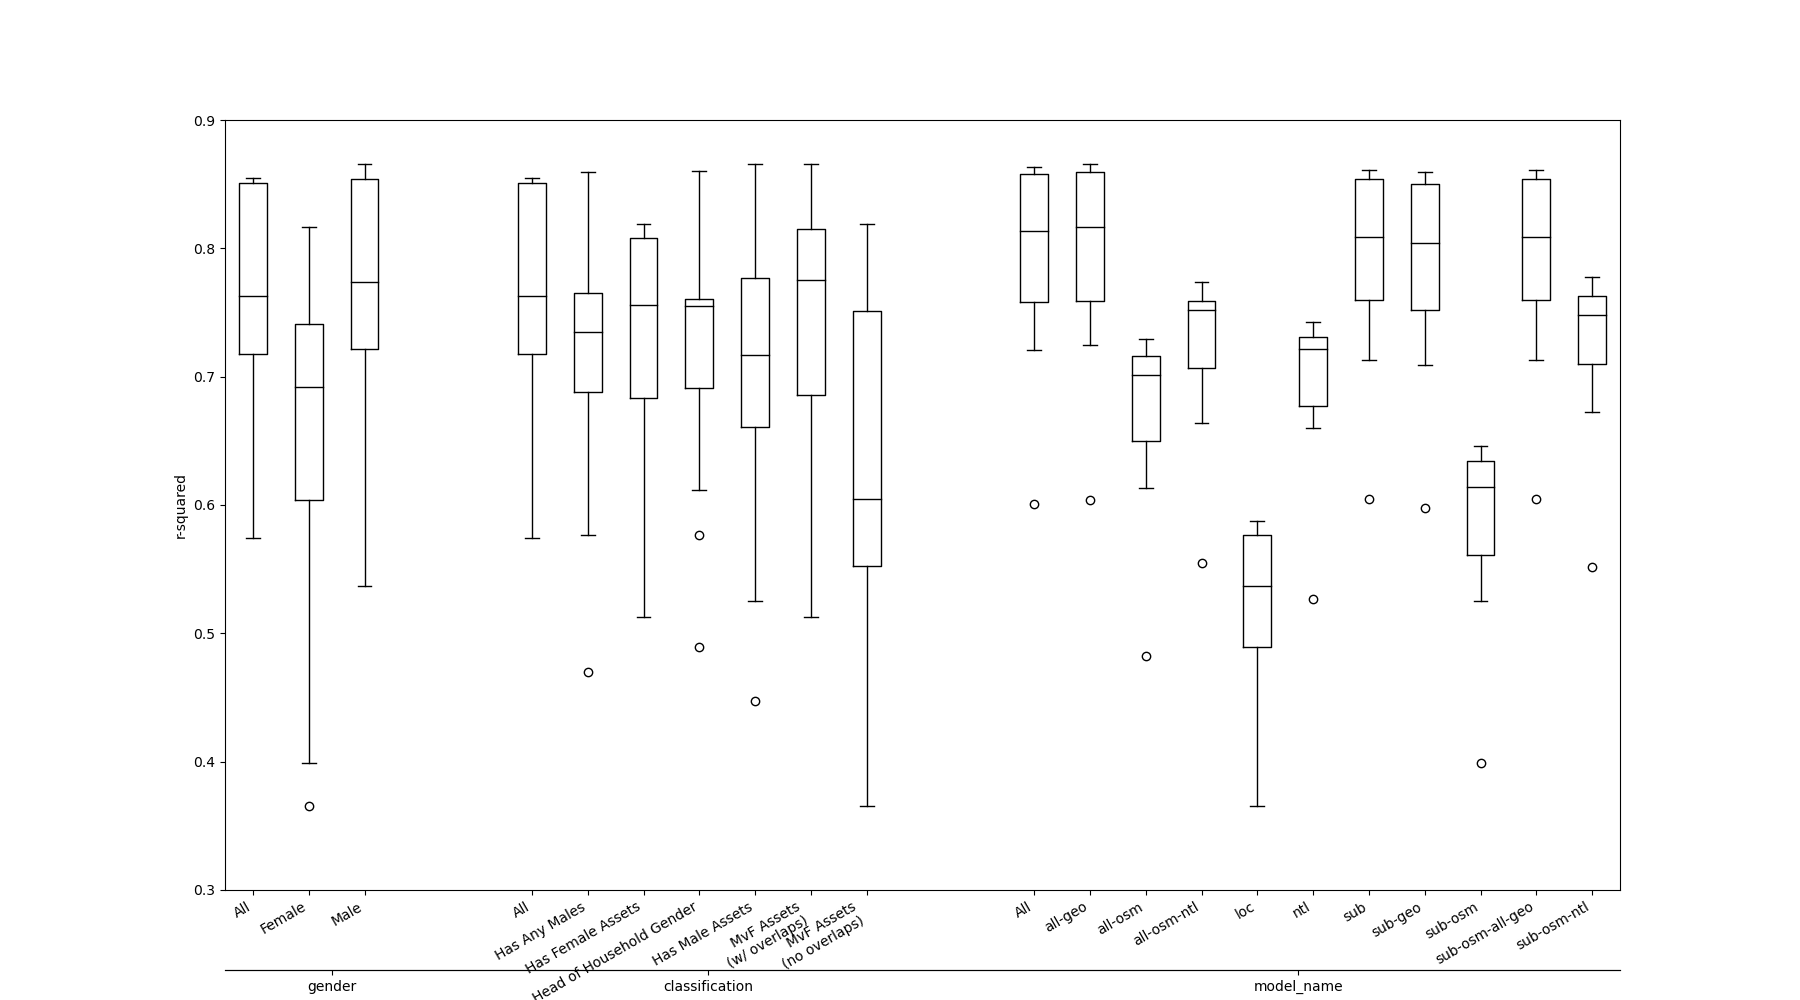 0.9
0.8
0.7
0.6
0.5
0.4
0.3
r-squared
All
Female
Male
All
Has Any Males
Has Female Assets
Head of Household Gender
Has Male Assets
MvF Assets
(w/ overlaps)
MvF Assets
(no overlaps)
All
all-geo
all-osm
all-osm-ntl
loc
ntl
sub
sub-geo
sub-osm
sub-osm-all-geo
sub-osm-ntl
gender
classification
model_name